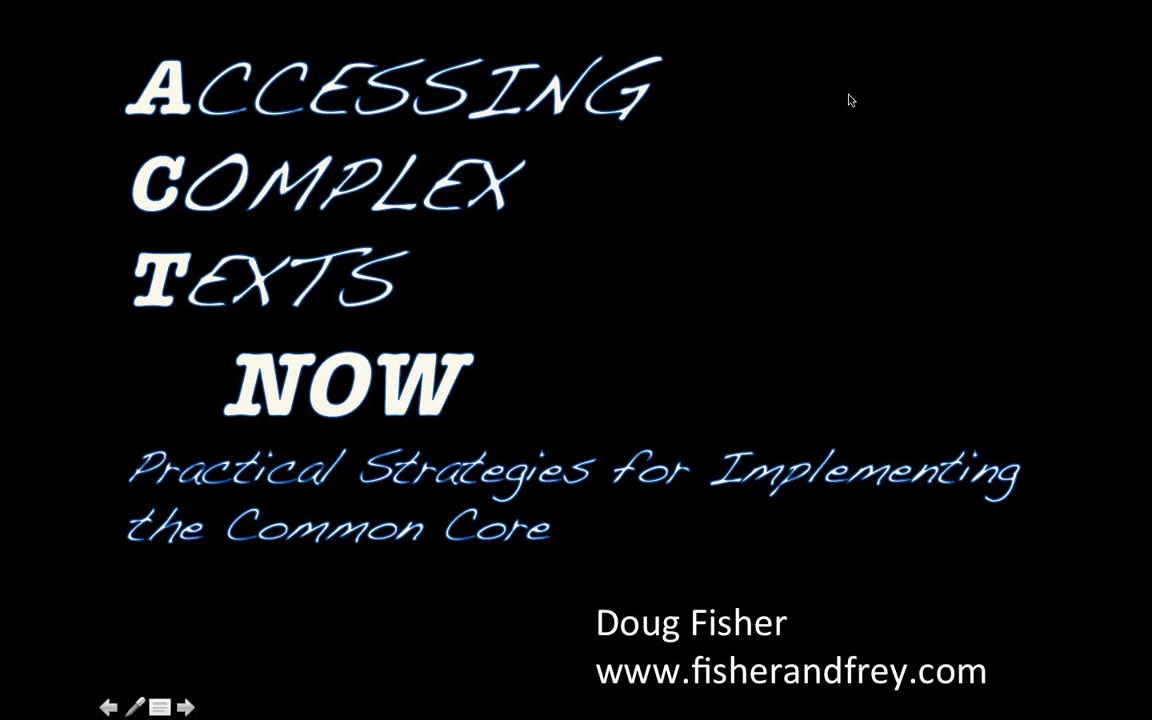 ACCESSING
COMPLEX
TEXTS
NOW
Practical Strategies for Implementing
the Common Core
Doug Fisher
www.fisherandfrey.com